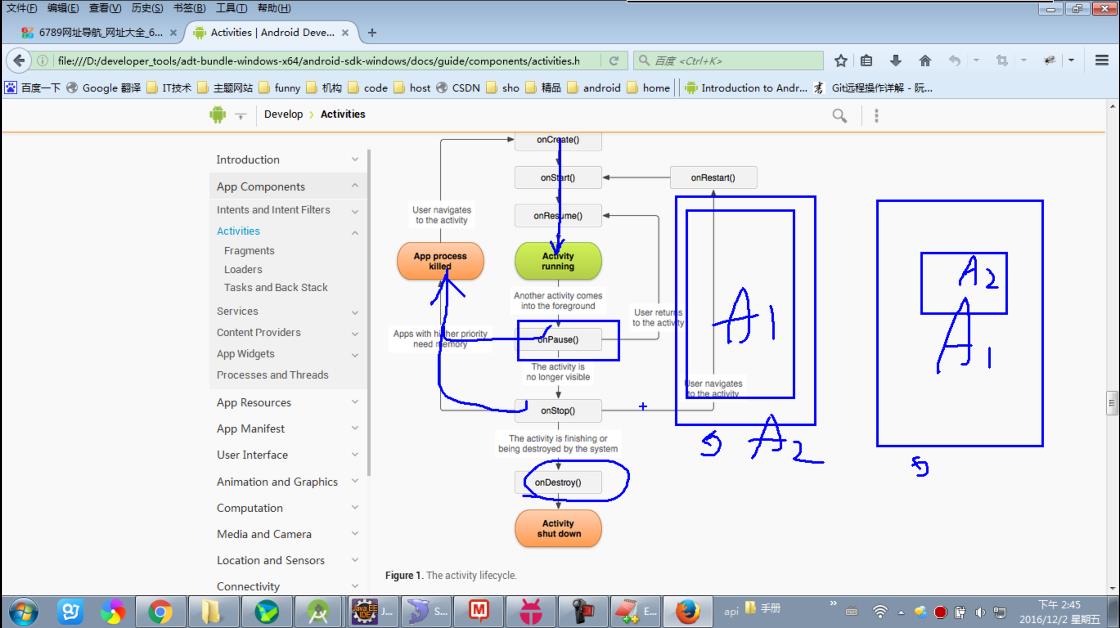 文件(F) 编辑(E) 查看(V) 历史(S) 书签(B) 工具(T) 帮助(H)
6789网址导航_网址大全_6... × Activities | Android Deve... × +
file:///D:/developer_tools/adt-bundle-windows-x64/android-sdk-windows/docs/guide/components/activities.h
百度 <Ctrl+K>
百度一下 Google 翻译 IT技术 主题网站 funny 机构 code host CSDN sho 精品 android home Introduction to Andr... Git远程操作详解 - 阮...
Develop > Activities
Introduction
App Components
Intents and Intent Filters
Activities
Fragments
Loaders
Tasks and Back Stack
Services
Content Providers
App Widgets
Processes and Threads
App Resources
App Manifest
User Interface
Animation and Graphics
Computation
Media and Camera
Location and Sensors
Connectivity
onCreate()
onStart()
onRestart()
User navigates
to the activity
onResume()
App process
killed
Activity
running
Another activity comes
into the foreground
User returns
to the activity
Apps with higher priority
need memory
onPause()
The activity is
no longer visible
User navigates
to the activity
onStop()
The activity is finishing or
being destroyed by the system
onDestroy()
Activity
shut down
A1
A2
A2
A1
Figure 1. The activity lifecycle.
J... S... E... api 手册
下午 2:45
2016/12/2 星期五